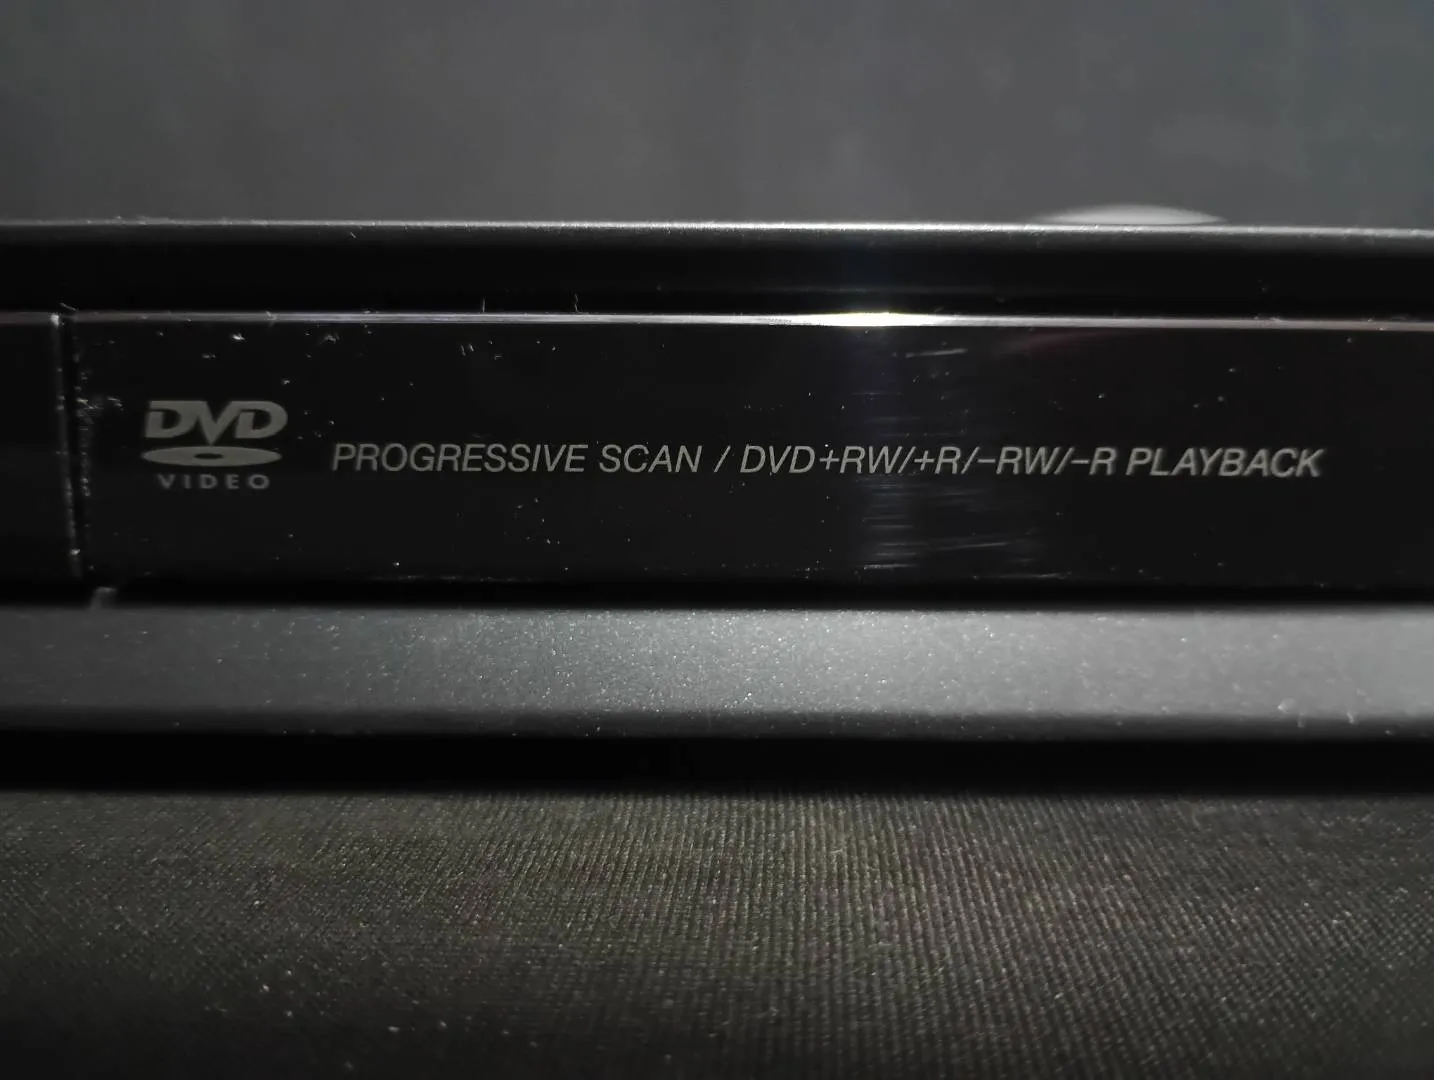 DVD
VIDEO
PROGRESSIVE SCAN / DVD+RW/+R/-RW/-R PLAYBACK